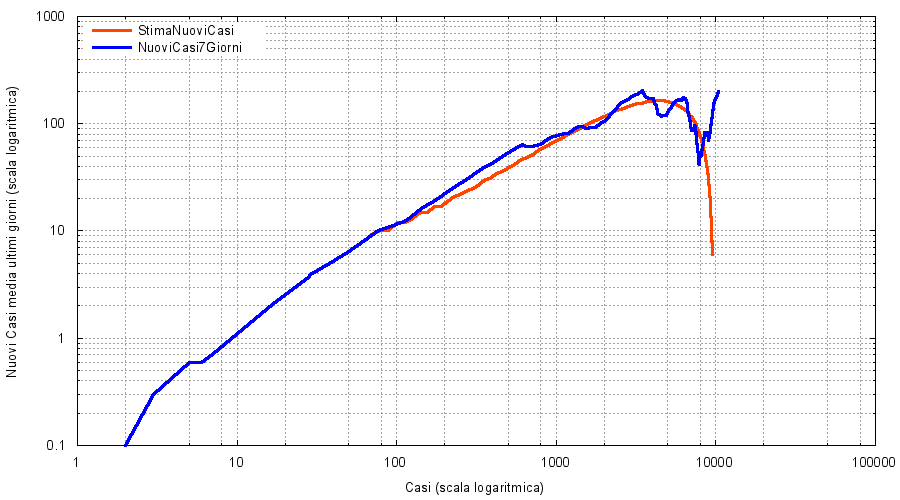 1000
StimaNuoviCasi
NuoviCasi7Giorni
100
10
1
0.1
Nuovi Casi media ultimi giorni (scala logaritmica)
1 10 100 1000 10000 100000
Casi (scala logaritmica)